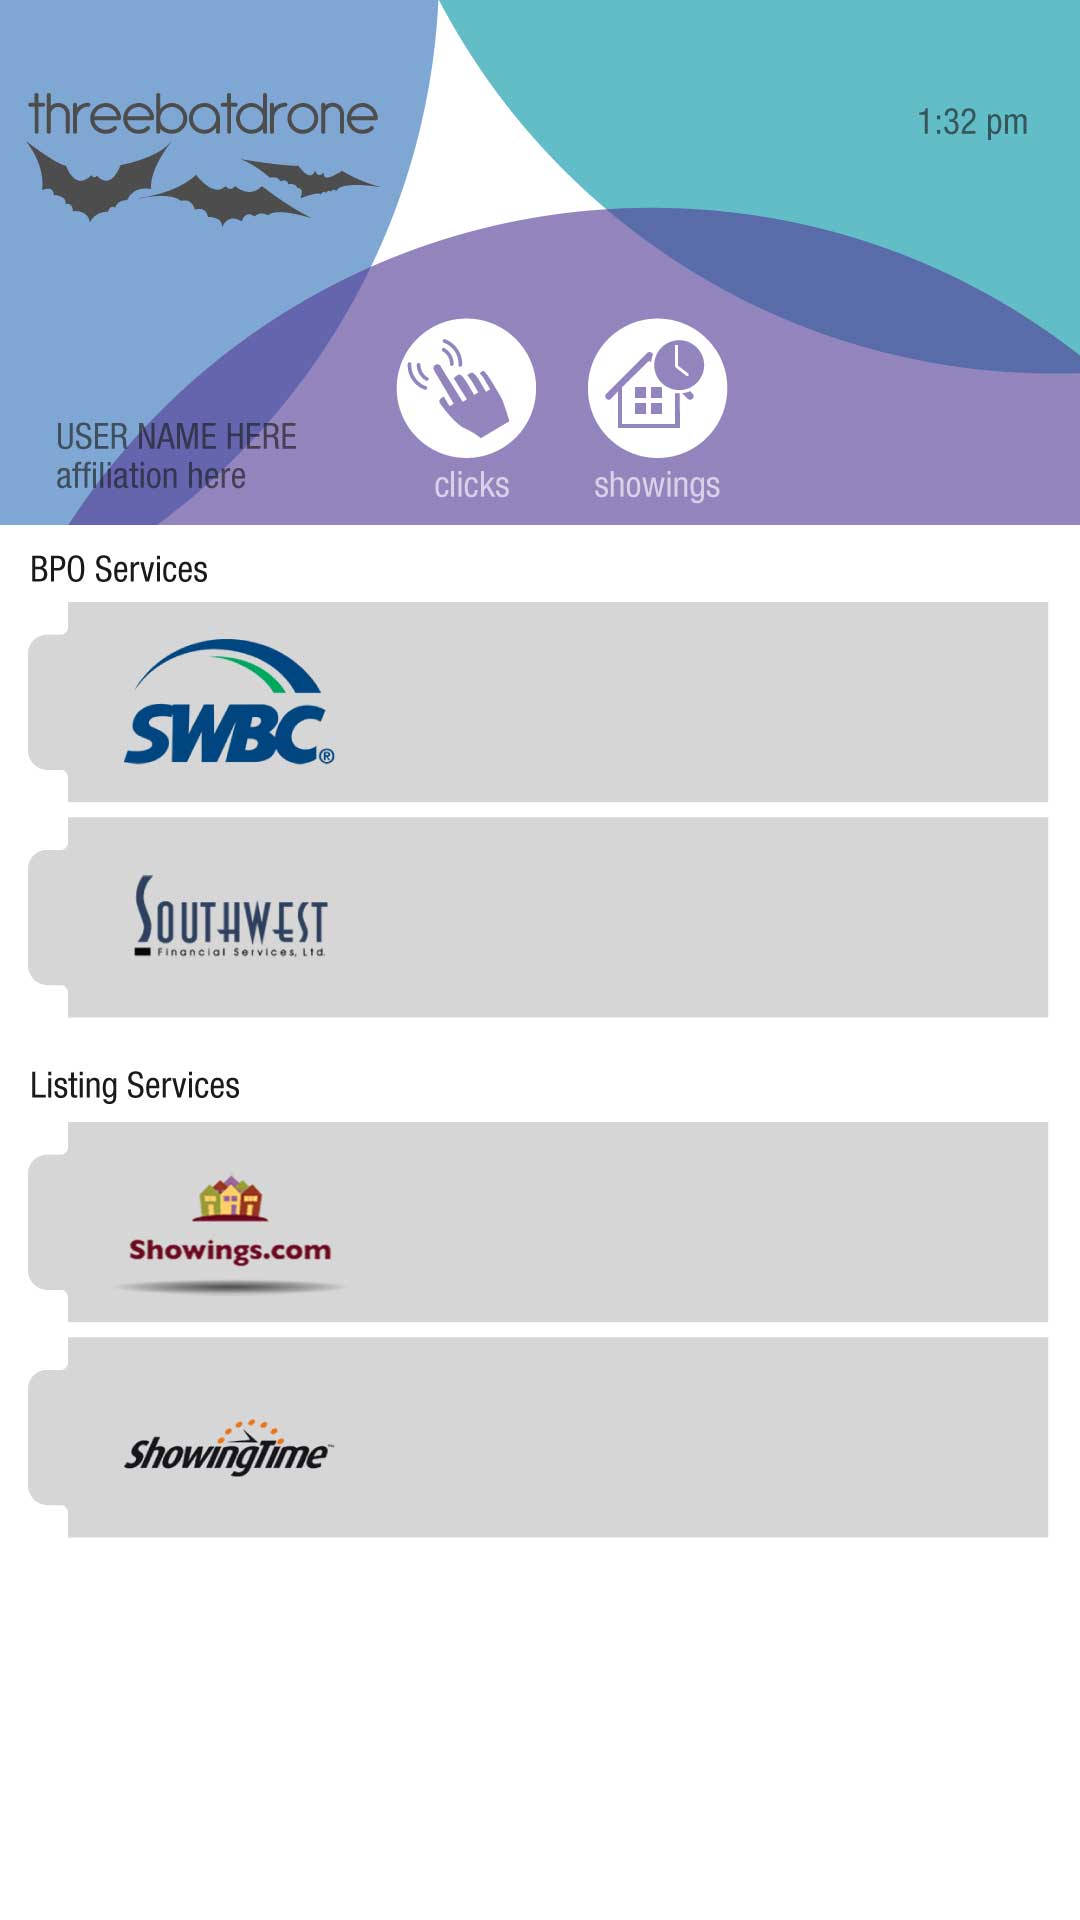 threebatdrone
1:32 pm
USER NAME HERE
affiliation here
clicks
showings
BPO Services
SWBC®
SOUTHWEST
Financial Services, Ltd.
Listing Services
Showings.com
ShowingTime™